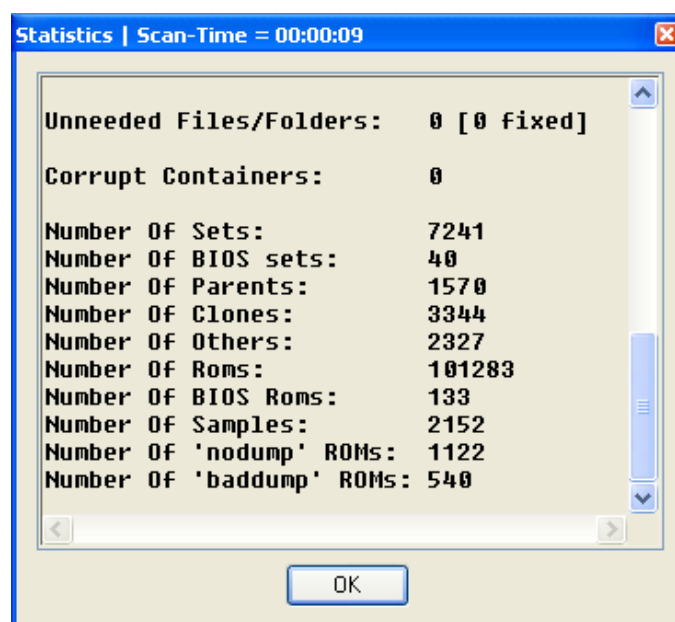 Statistics | Scan-Time = 00:00:09
Unneeded Files/Folders: 0 [0 fixed]
Corrupt Containers: 0
Number Of Sets: 7241
Number Of BIOS sets: 40
Number Of Parents: 1570
Number Of Clones: 3344
Number Of Others: 2327
Number Of Roms: 101283
Number Of BIOS Roms: 133
Number Of Samples: 2152
Number Of 'nodump' ROMs: 1122
Number Of 'baddump' ROMs: 540
OK